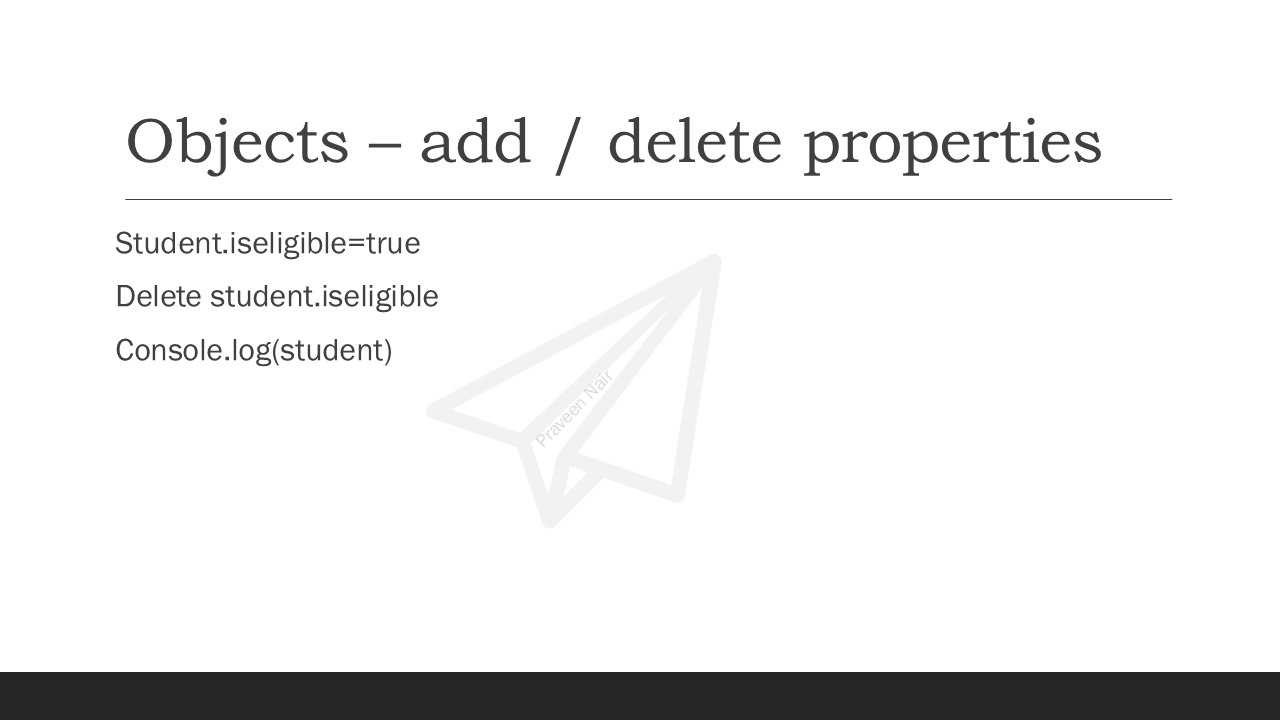 Objects – add / delete properties
Student.iseligible=true
Delete student.iseligible
Console.log(student)
Praveen Nair